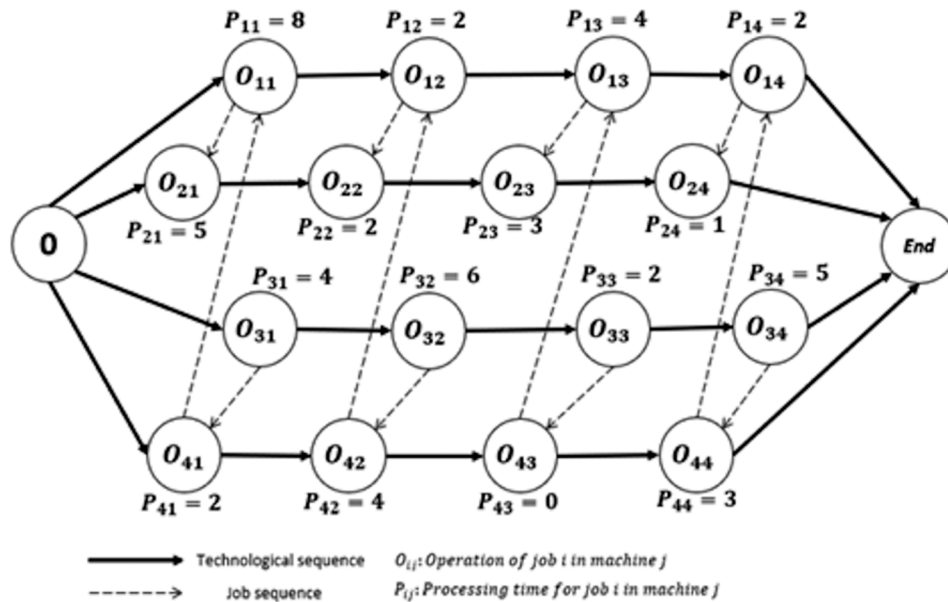 P₁₁ = 8 P₁₂ = 2 P₁₃ = 4 P₁₄ = 2
O₁₁ O₁₂ O₁₃ O₁₄
O₂₁ O₂₂ O₂₃ O₂₄
P₂₁ = 5 P₂₂ = 2 P₂₃ = 3 P₂₄ = 1
0 End
P₃₁ = 4 P₃₂ = 6 P₃₃ = 2 P₃₄ = 5
O₃₁ O₃₂ O₃₃ O₃₄
O₄₁ O₄₂ O₄₃ O₄₄
P₄₁ = 2 P₄₂ = 4 P₄₃ = 0 P₄₄ = 3
Technological sequence Oᵢⱼ: Operation of job i in machine j
Job sequence Pᵢⱼ: Processing time for job i in machine j